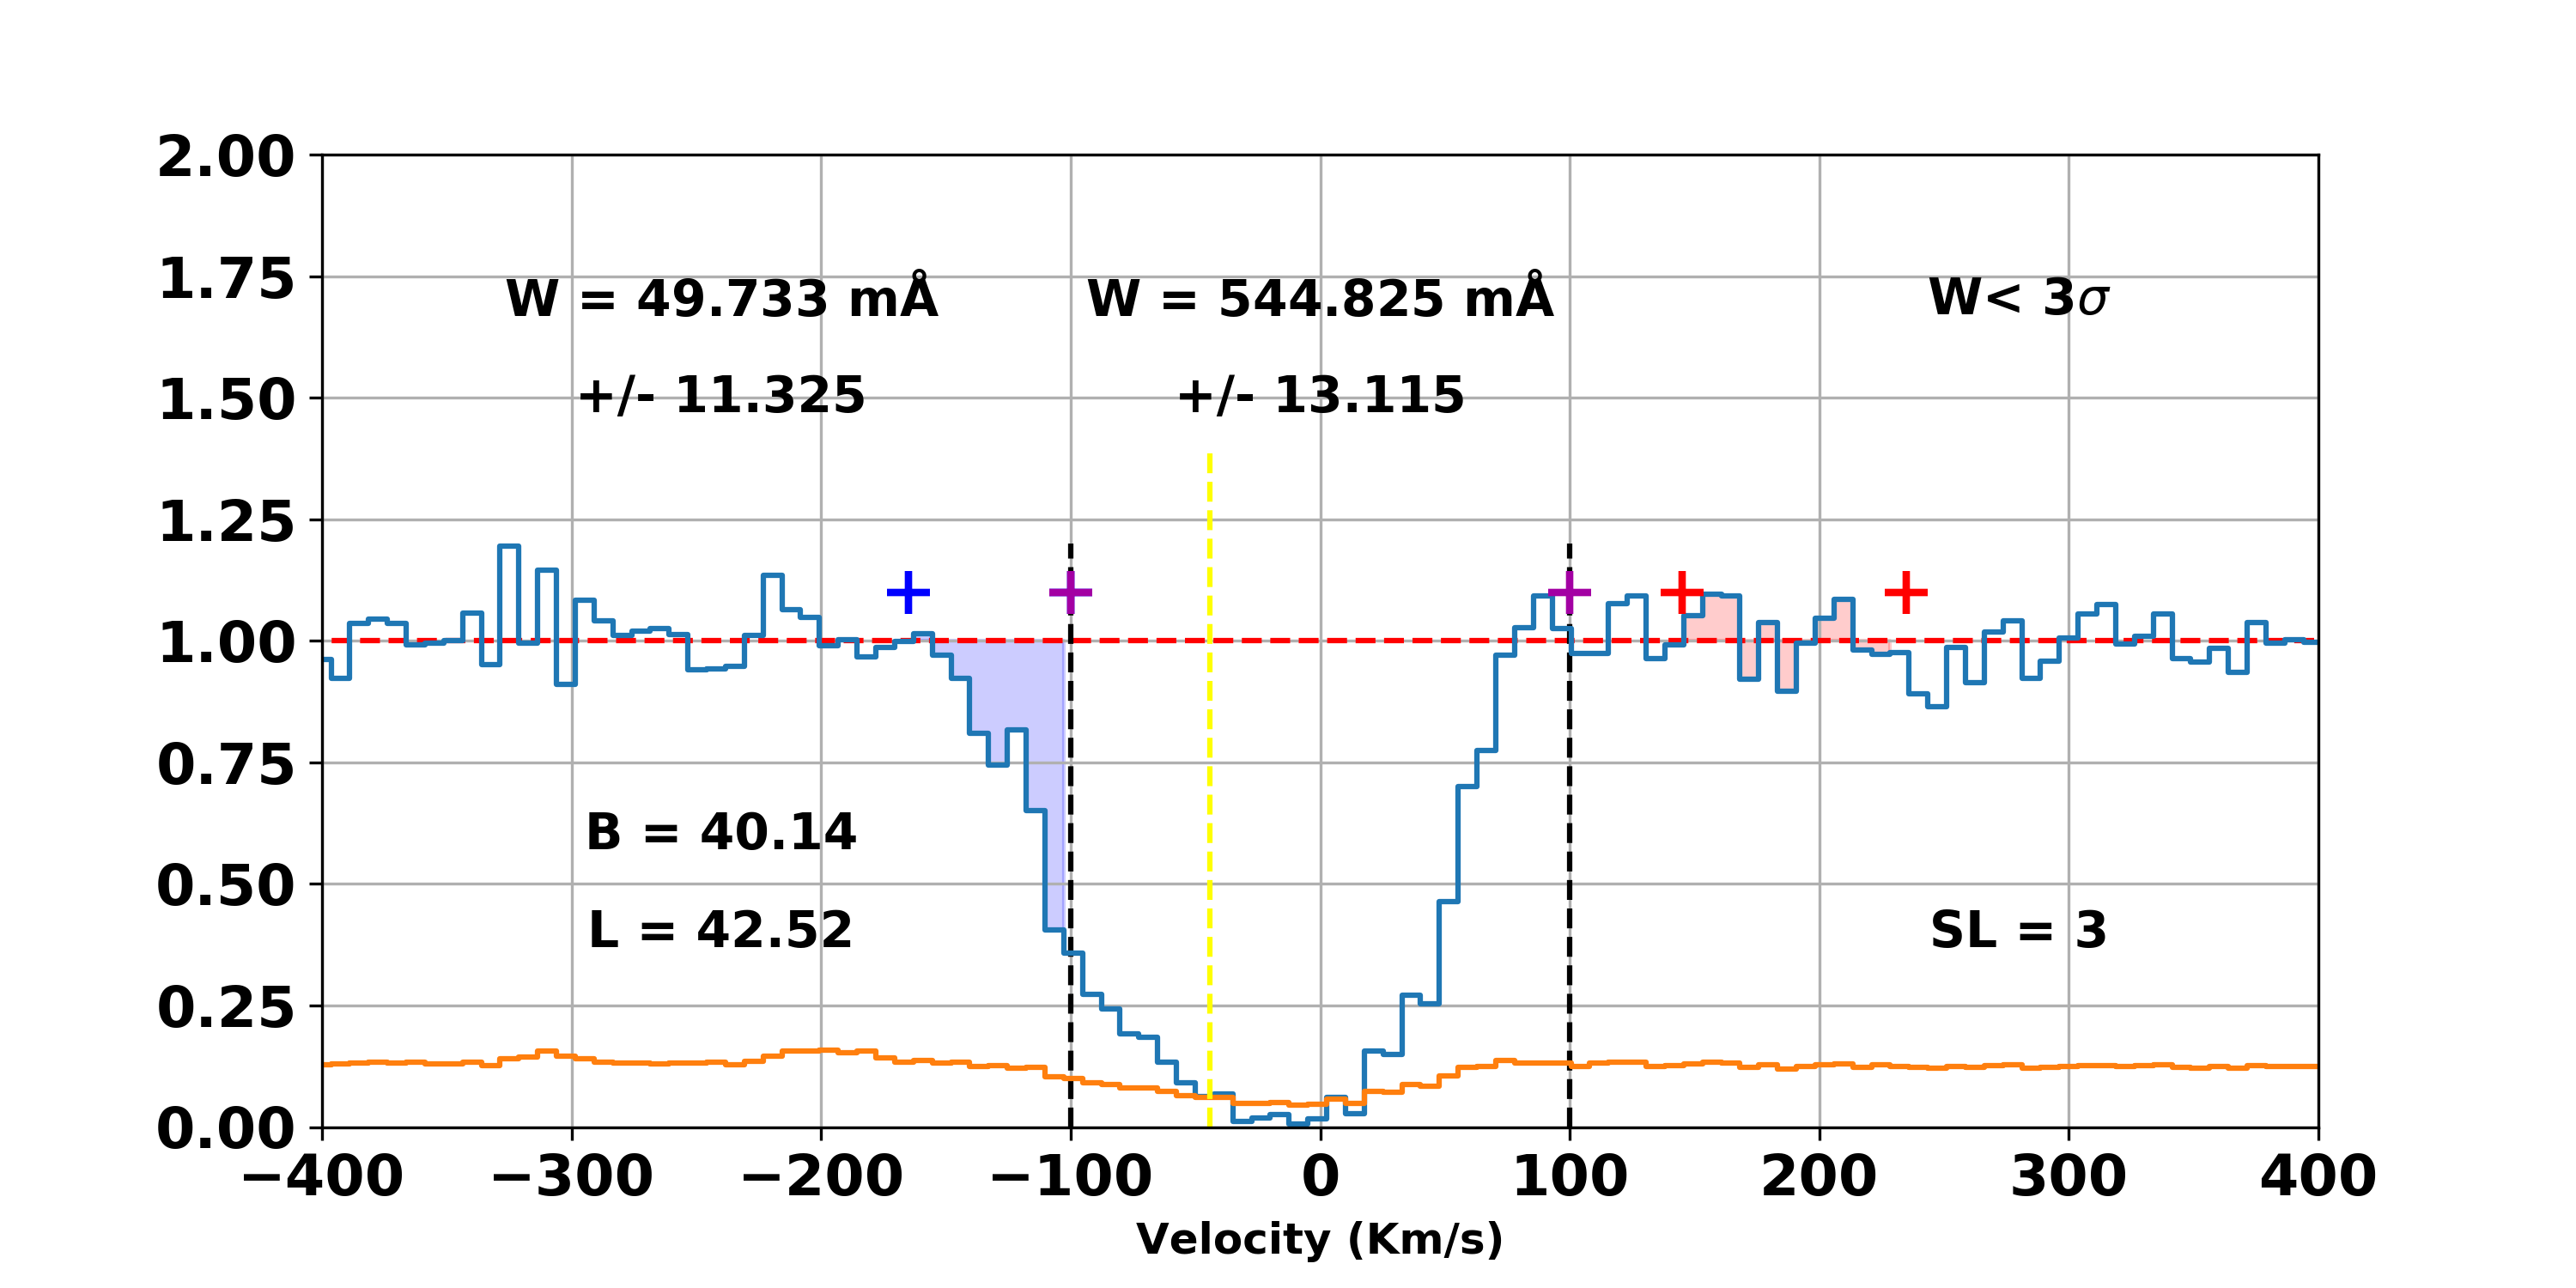 2.00
1.75
1.50
1.25
1.00
0.75
0.50
0.25
0.00
W = 49.733 mÅ
+/- 11.325
W = 544.825 mÅ
+/- 13.115
W< 3σ
B = 40.14
L = 42.52
SL = 3
−400 −300 −200 −100 0 100 200 300 400
Velocity (Km/s)